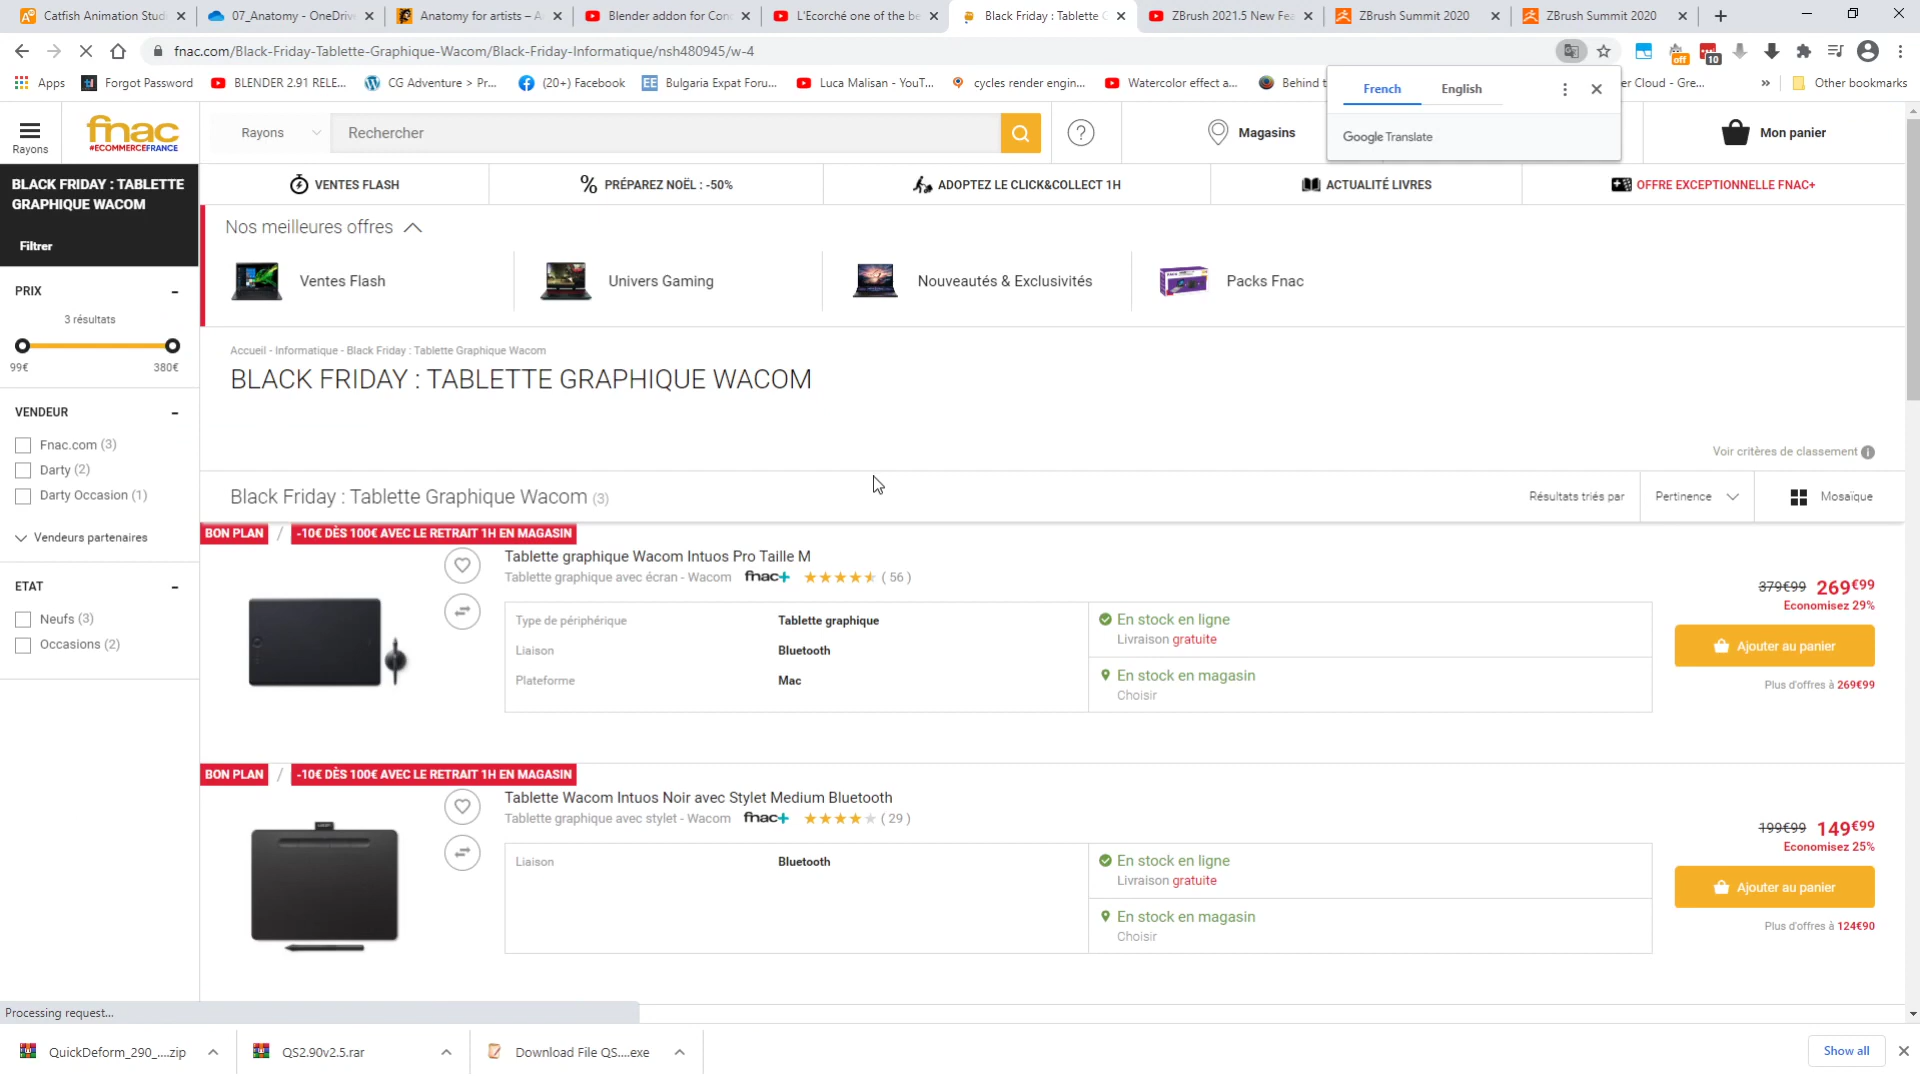 Catfish Animation Studi
07_Anatomy - OneDrive
Anatomy for artists – A
Blender addon for Con
L'Ecorché one of the be
Black Friday : Tablette G
ZBrush 2021.5 New Fea
ZBrush Summit 2020
ZBrush Summit 2020
fnac.com/Black-Friday-Tablette-Graphique-Wacom/Black-Friday-Informatique/nsh480945/w-4
off
10
Apps
Forgot Password
BLENDER 2.91 RELE...
CG Adventure > Pr...
(20+) Facebook
Bulgaria Expat Foru...
Luca Malisan - YouT...
cycles render engin...
Watercolor effect a...
Behind t
er Cloud - Gre...
»
Other bookmarks
French
English
Google Translate
Rayons
fnac
#ECOMMERCEFRANCE
Rayons
Rechercher
?
Magasins
Mon panier
BLACK FRIDAY : TABLETTE
GRAPHIQUE WACOM
Filtrer
VENTES FLASH
% PRÉPAREZ NOËL : -50%
ADOPTEZ LE CLICK&COLLECT 1H
ACTUALITÉ LIVRES
OFFRE EXCEPTIONNELLE FNAC+
Nos meilleures offres
Ventes Flash
Univers Gaming
Nouveautés & Exclusivités
Packs Fnac
PRIX
-
3 résultats
99€
380€
VENDEUR
-
Fnac.com (3)
Darty (2)
Darty Occasion (1)
Vendeurs partenaires
ETAT
-
Neufs (3)
Occasions (2)
Accueil - Informatique - Black Friday : Tablette Graphique Wacom
BLACK FRIDAY : TABLETTE GRAPHIQUE WACOM
Voir critères de classement i
Black Friday : Tablette Graphique Wacom (3)
Résultats triés par
Pertinence
Mosaïque
BON PLAN / -10€ DÈS 100€ AVEC LE RETRAIT 1H EN MAGASIN
Tablette graphique Wacom Intuos Pro Taille M
Tablette graphique avec écran - Wacom fnac+ ( 56 )
Type de périphérique Tablette graphique
Liaison Bluetooth
Plateforme Mac
En stock en ligne
Livraison gratuite
En stock en magasin
Choisir
379€99 269€99
Economisez 29%
Ajouter au panier
Plus d'offres à 269€99
BON PLAN / -10€ DÈS 100€ AVEC LE RETRAIT 1H EN MAGASIN
Tablette Wacom Intuos Noir avec Stylet Medium Bluetooth
Tablette graphique avec stylet - Wacom fnac+ ( 29 )
Liaison Bluetooth
En stock en ligne
Livraison gratuite
En stock en magasin
Choisir
199€99 149€99
Economisez 25%
Ajouter au panier
Plus d'offres à 124€90
Processing request...
QuickDeform_290_....zip
QS2.90v2.5.rar
Download File QS....exe
Show all